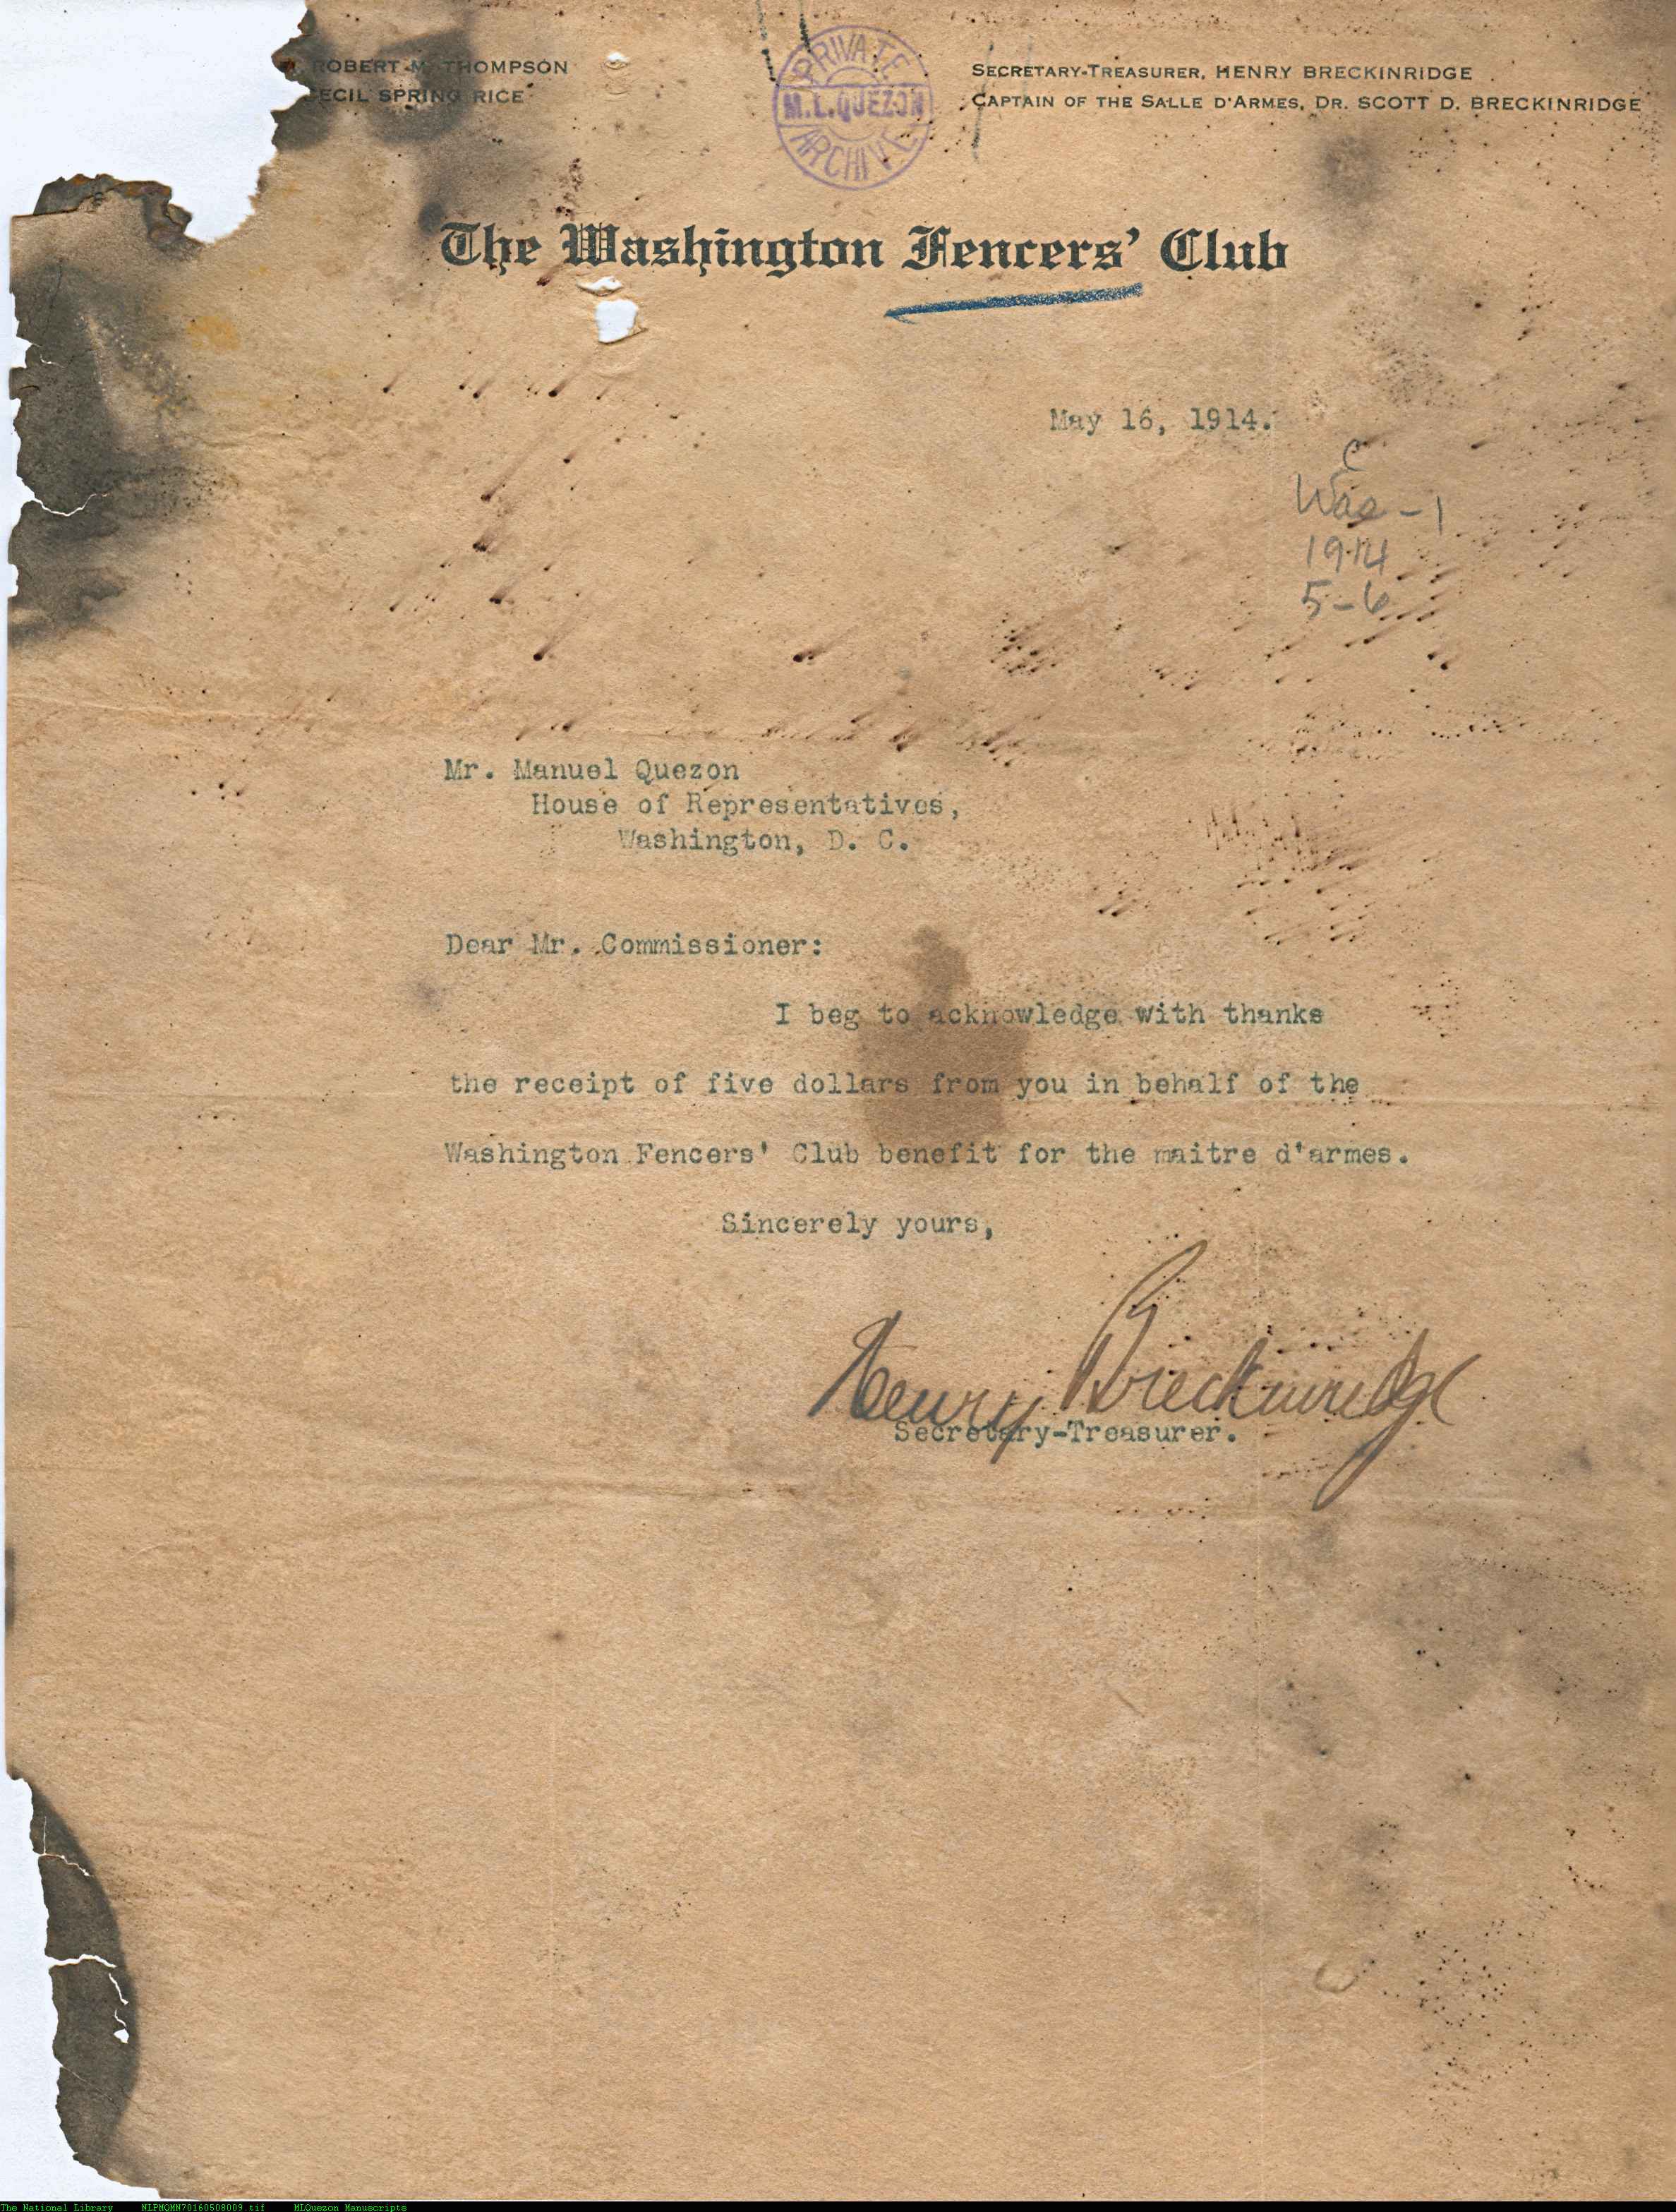 ROBERT M. THOMPSON
CECIL SPRING RICE
PRIVATE
M.L.QUEZON
ARCHIVE
SECRETARY-TREASURER, HENRY BRECKINRIDGE
CAPTAIN OF THE SALLE D'ARMES, DR. SCOTT D. BRECKINRIDGE
The Washington Fencers' Club
May 16, 1914.
C
1914
5-6
Mr. Manuel Quezon
House of Representatives,
Washington, D. C.
Dear Mr. Commissioner:
I beg to acknowledge with thanks
the receipt of five dollars from you in behalf of the
Washington Fencers' Club benefit for the maitre d'armes.
Sincerely yours,
Henry Breckinridge
Secretary-Treasurer.
The National Library NLPMQMN70160508009.tif MLQuezon Manuscripts